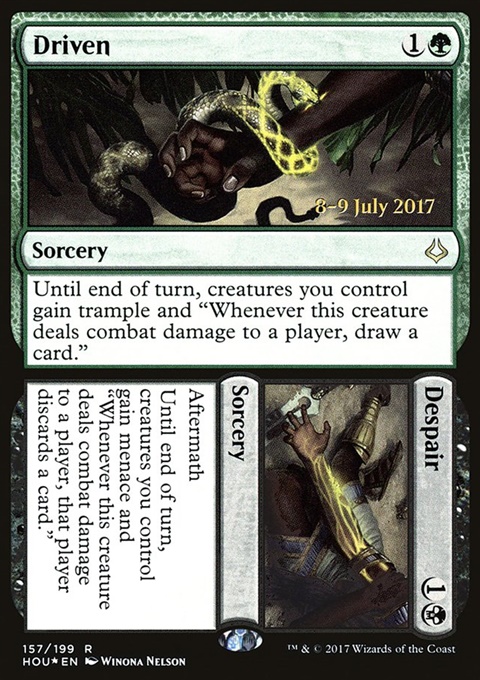 Driven 1
8–9 July 2017
Sorcery
Until end of turn, creatures you control
gain trample and “Whenever this creature
deals combat damage to a player, draw a
card.”
Despair 1
Sorcery
Aftermath
Until end of turn,
creatures you control
gain menace and
“Whenever this creature
deals combat damage
to a player, that player
discards a card.”
157/199 R
HOU★EN Winona Nelson
™ & © 2017 Wizards of the Coast